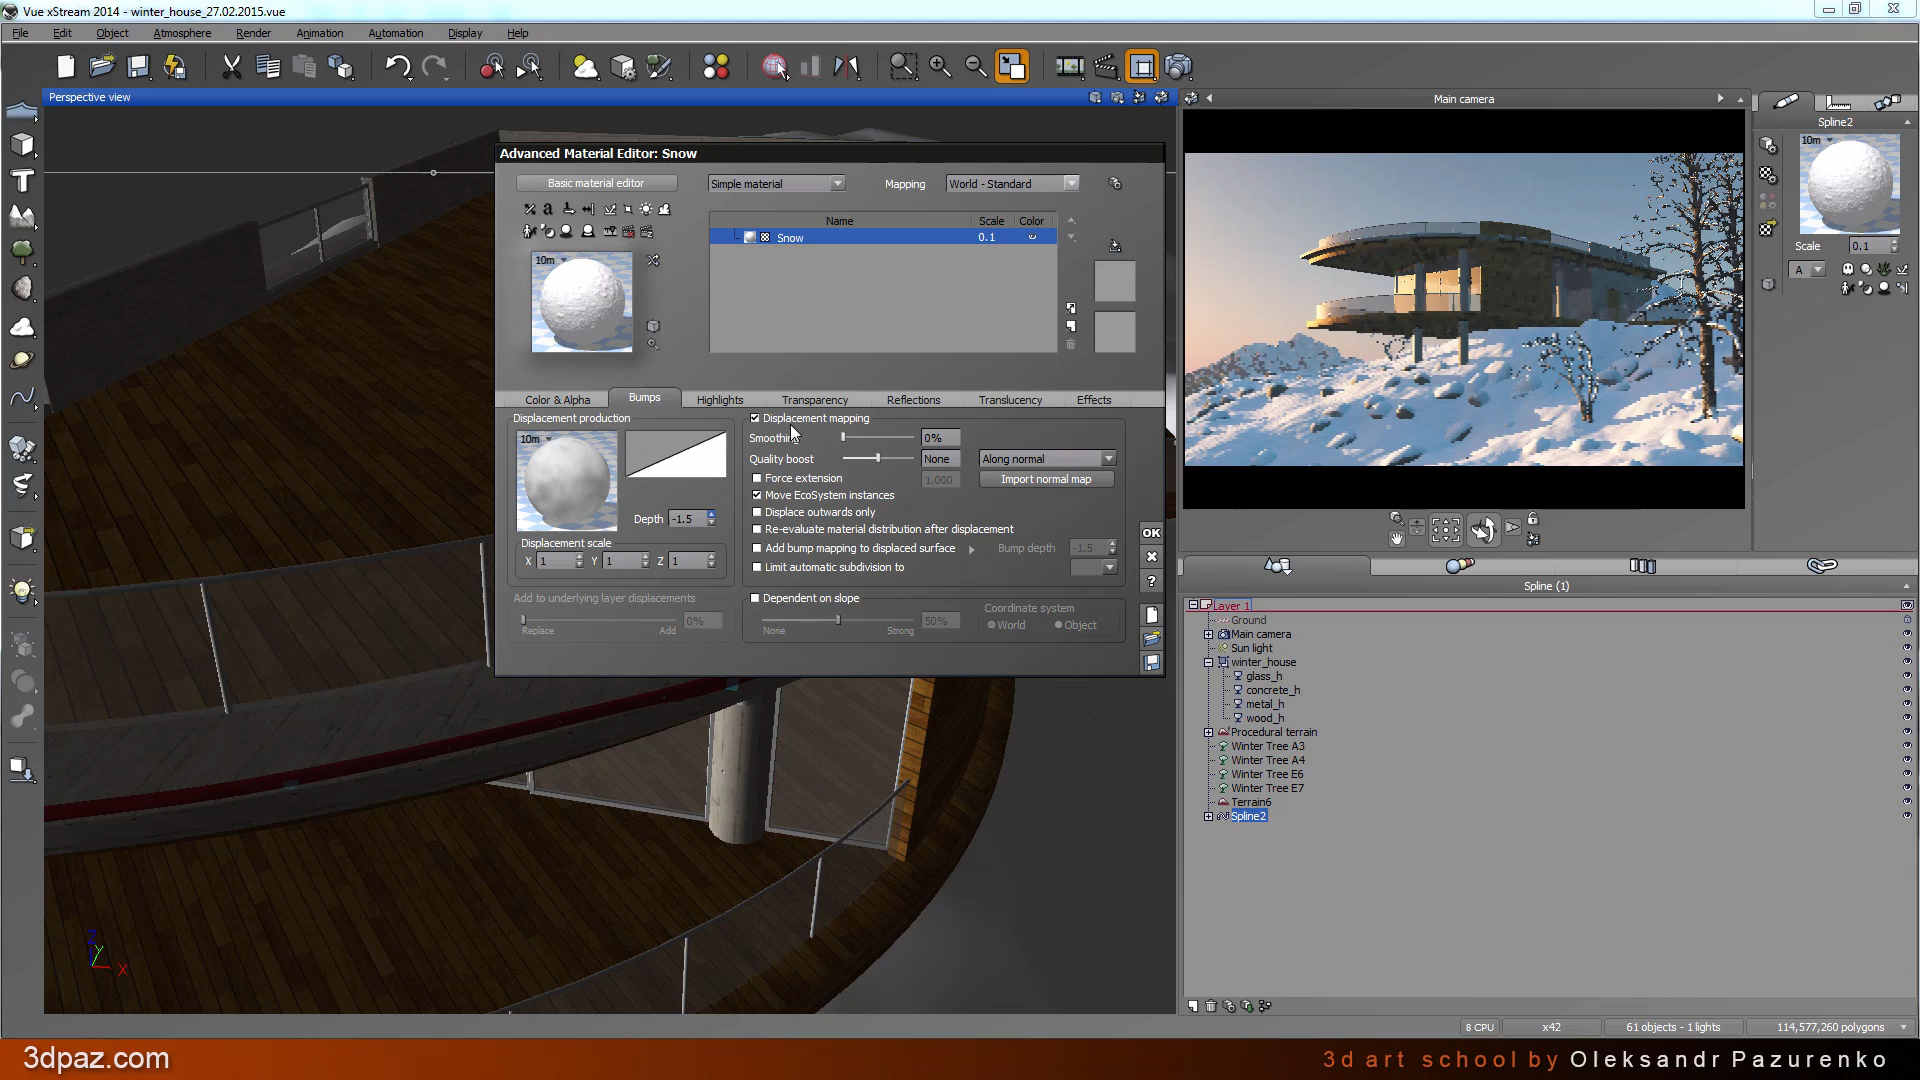 Vue xStream 2014 - winter_house_27.02.2015.vue
File Edit Object Atmosphere Render Animation Automation Display Help
Perspective view
Main camera
Spline2
10m
Scale 0.1
A
Advanced Material Editor: Snow
Basic material editor
Simple material
Mapping
World - Standard
Name Scale Color
Snow 0.1
10m
Color & Alpha Bumps Highlights Transparency Reflections Translucency Effects
Displacement production
10m
Depth -1.5
Displacement scale
X 1 Y 1 Z 1
Add to underlying layer displacements
0%
Replace Add
Displacement mapping
Smoothing 0%
Quality boost None Along normal
Force extension 1.000 Import normal map
Move EcoSystem instances
Displace outwards only
Re-evaluate material distribution after displacement
Add bump mapping to displaced surface Bump depth -1.5
Limit automatic subdivision to
Dependent on slope
50%
None Strong
Coordinate system
World Object
OK
?
Spline (1)
Layer 1
Ground
Main camera
Sun light
winter_house
glass_h
concrete_h
metal_h
wood_h
Procedural terrain
Winter Tree A3
Winter Tree A4
Winter Tree E6
Winter Tree E7
Terrain6
Spline2
Z
Y
X
8 CPU x42 61 objects - 1 lights 114,577,260 polygons
3dpaz.com
3d art school by Oleksandr Pazurenko